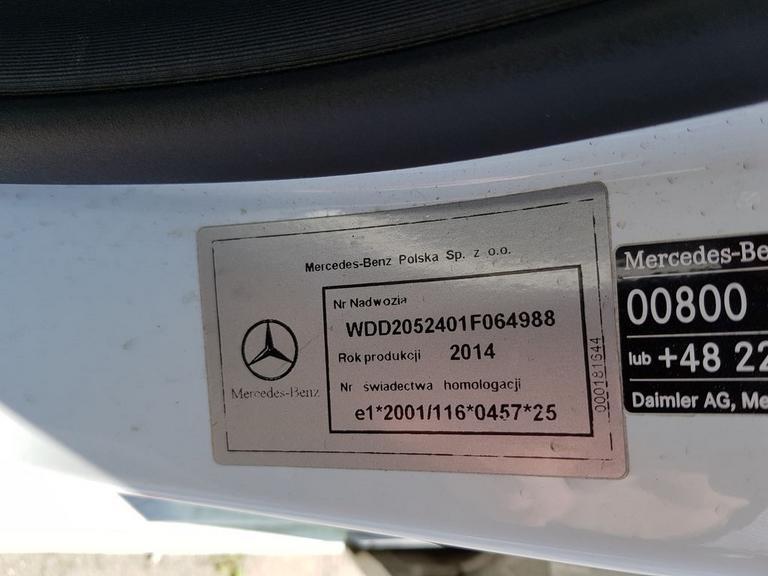 Mercedes-Benz Polska Sp. z o.o.
Nr Nadwozia
WDD2052401F064988
Rok produkcji 2014
Nr świadectwa homologacji
e1*2001/116*0457*25
Mercedes-Benz
000181644
Mercedes-Be
00800
lub +48 22
Daimler AG, Me